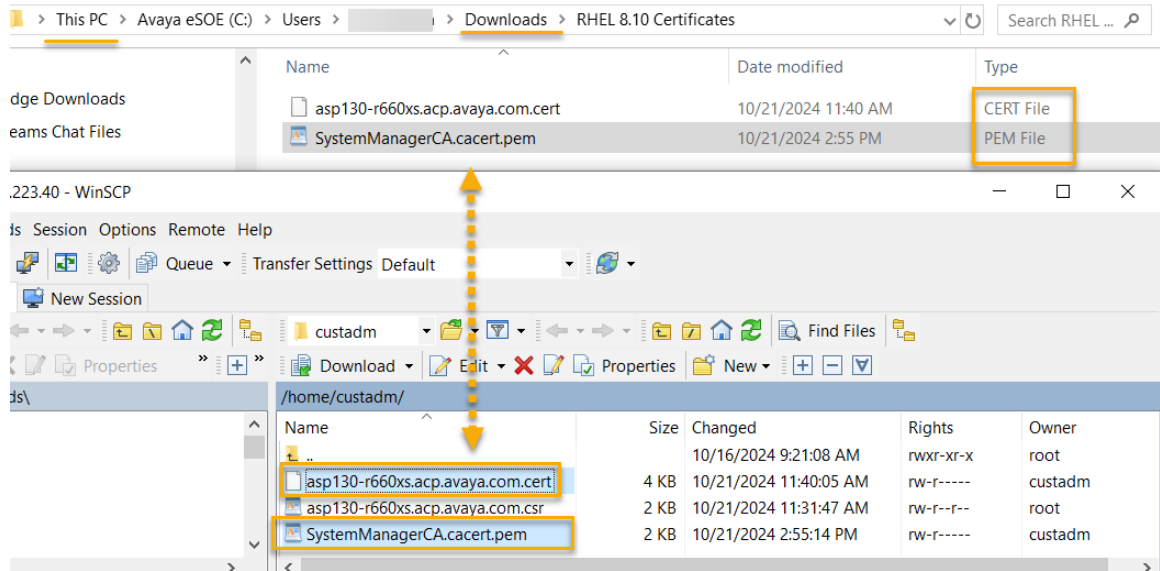 This PC > Avaya eSOE (C:) > Users > > Downloads > RHEL 8.10 Certificates
Search RHEL ...
Name Date modified Type
dge Downloads
asp130-r660xs.acp.avaya.com.cert 10/21/2024 11:40 AM CERT File
eams Chat Files
SystemManagerCA.cacert.pem 10/21/2024 2:55 PM PEM File
.223.40 - WinSCP
ds Session Options Remote Help
Queue Transfer Settings Default
New Session
custadm Find Files
Properties » » Download Edit Properties New
ds\ /home/custadm/
Name Size Changed Rights Owner
.. 10/16/2024 9:21:08 AM rwxr-xr-x root
asp130-r660xs.acp.avaya.com.cert 4 KB 10/21/2024 11:40:05 AM rw-r----- custadm
asp130-r660xs.acp.avaya.com.csr 2 KB 10/21/2024 11:31:47 AM rw-r--r-- root
SystemManagerCA.cacert.pem 2 KB 10/21/2024 2:55:14 PM rw-r----- custadm